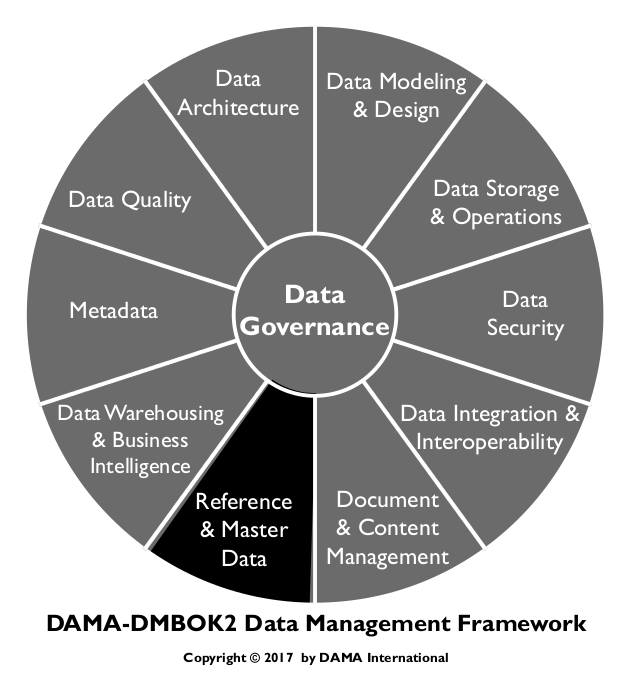 Data
Architecture
Data Modeling
& Design
Data Quality
Data Storage
& Operations
Metadata
Data
Governance
Data
Security
Data Warehousing
& Business
Intelligence
Data Integration &
Interoperability
Reference
& Master
Data
Document
& Content
Management
DAMA-DMBOK2 Data Management Framework
Copyright © 2017 by DAMA International